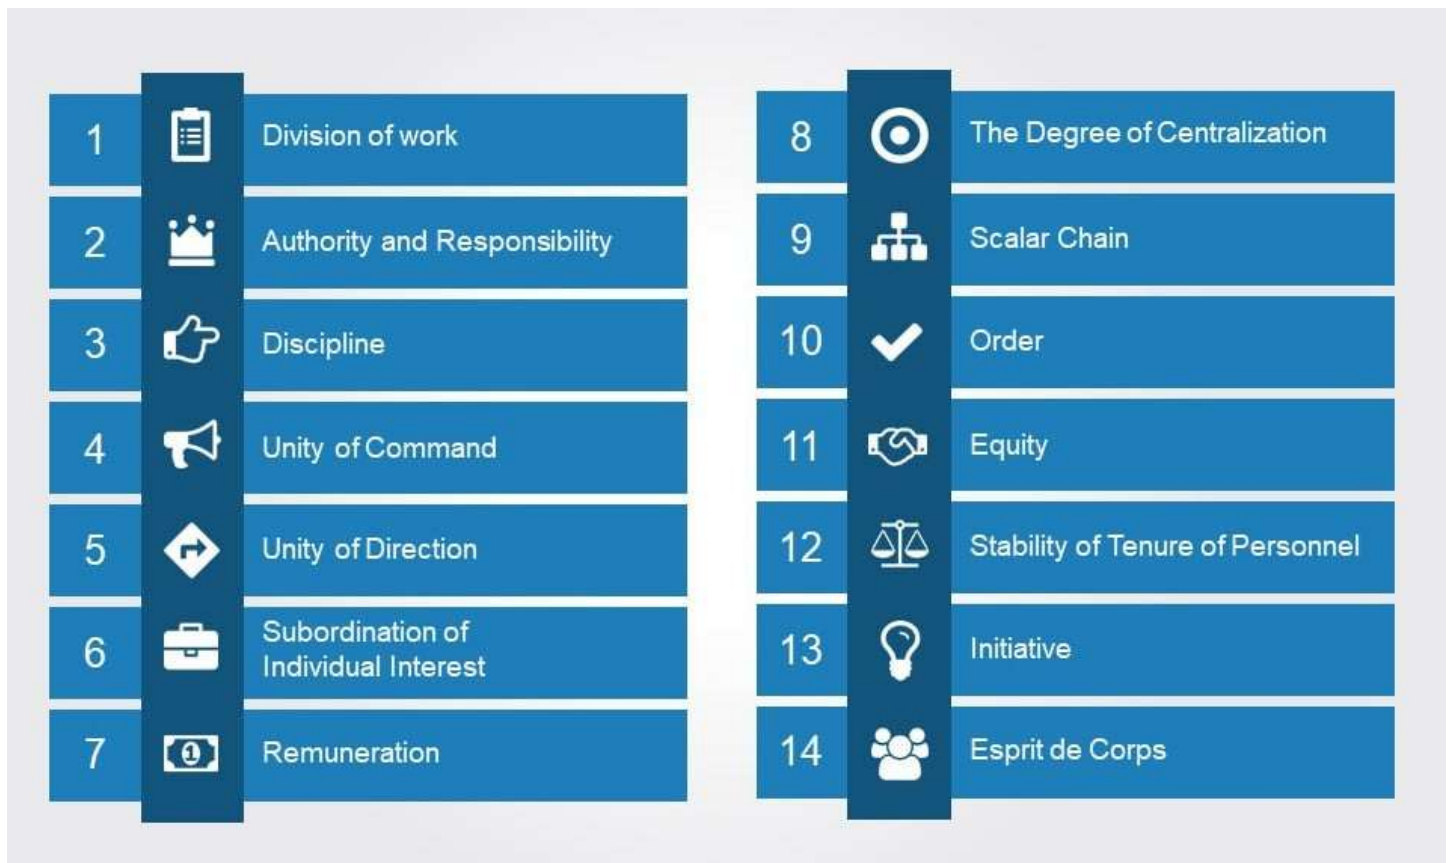 1
Division of work
2
Authority and Responsibility
3
Discipline
4
Unity of Command
5
Unity of Direction
6
Subordination of
Individual Interest
7
1
Remuneration
8
The Degree of Centralization
9
Scalar Chain
10
Order
11
Equity
12
Stability of Tenure of Personnel
13
Initiative
14
Esprit de Corps